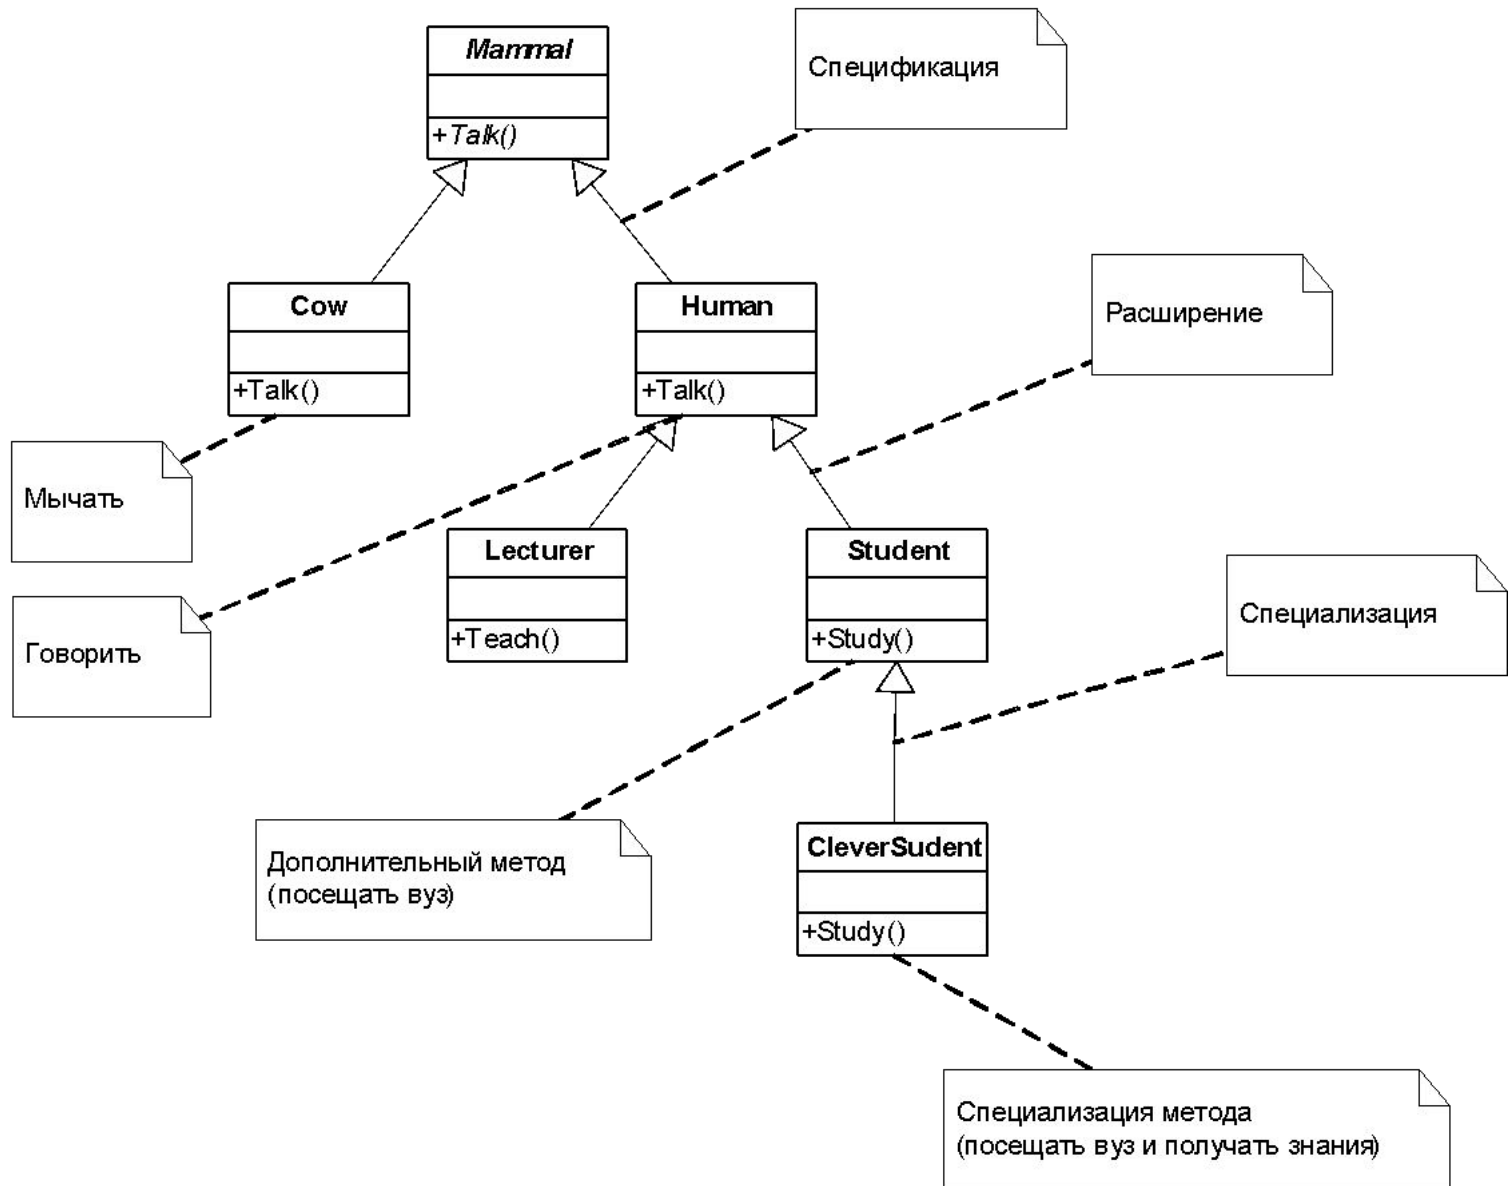 Mammal
+Talk()
Спецификация
Cow
+Talk()
Human
+Talk()
Расширение
Мычать
Говорить
Lecturer
+Teach()
Student
+Study()
Специализация
Дополнительный метод
(посещать вуз)
CleverSudent
+Study()
Специализация метода
(посещать вуз и получать знания)